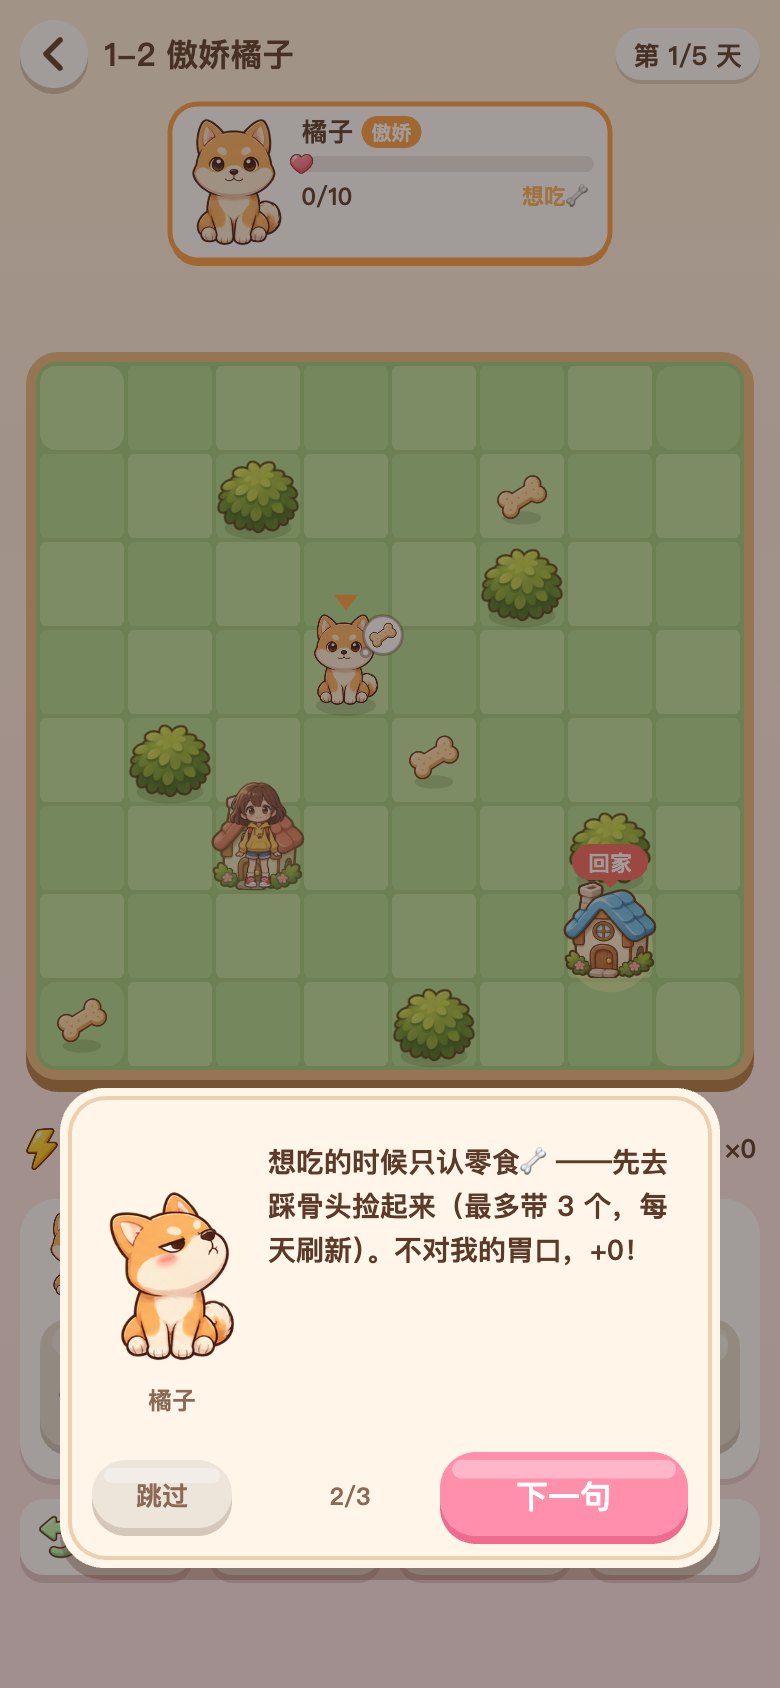 1–2 傲娇橘子
第 1/5 天
橘子 傲娇
0/10
想吃🦴
回家
×0
想吃的时候只认零食🦴 ——先去
踩骨头捡起来（最多带 3 个，每
天刷新）。不对我的胃口，+0！
橘子
跳过
2/3
下一句